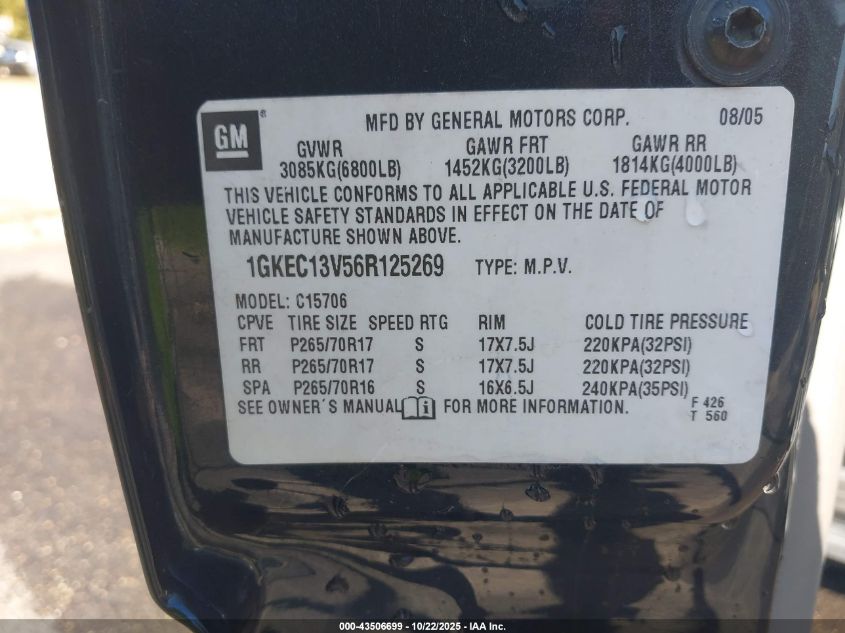 GM®
MFD BY GENERAL MOTORS CORP. 08/05
GVWR GAWR FRT GAWR RR
3085KG(6800LB) 1452KG(3200LB) 1814KG(4000LB)
THIS VEHICLE CONFORMS TO ALL APPLICABLE U.S. FEDERAL MOTOR
VEHICLE SAFETY STANDARDS IN EFFECT ON THE DATE OF
MANUFACTURE SHOWN ABOVE.
1GKEC13V56R125269 TYPE: M.P.V.
MODEL: C15706
CPVE TIRE SIZE SPEED RTG RIM COLD TIRE PRESSURE
FRT P265/70R17 S 17X7.5J 220KPA(32PSI)
RR P265/70R17 S 17X7.5J 220KPA(32PSI)
SPA P265/70R16 S 16X6.5J 240KPA(35PSI)
SEE OWNER'S MANUAL FOR MORE INFORMATION.
F 426
T 560
000-43506699 10/22/2025 - IAA Inc.